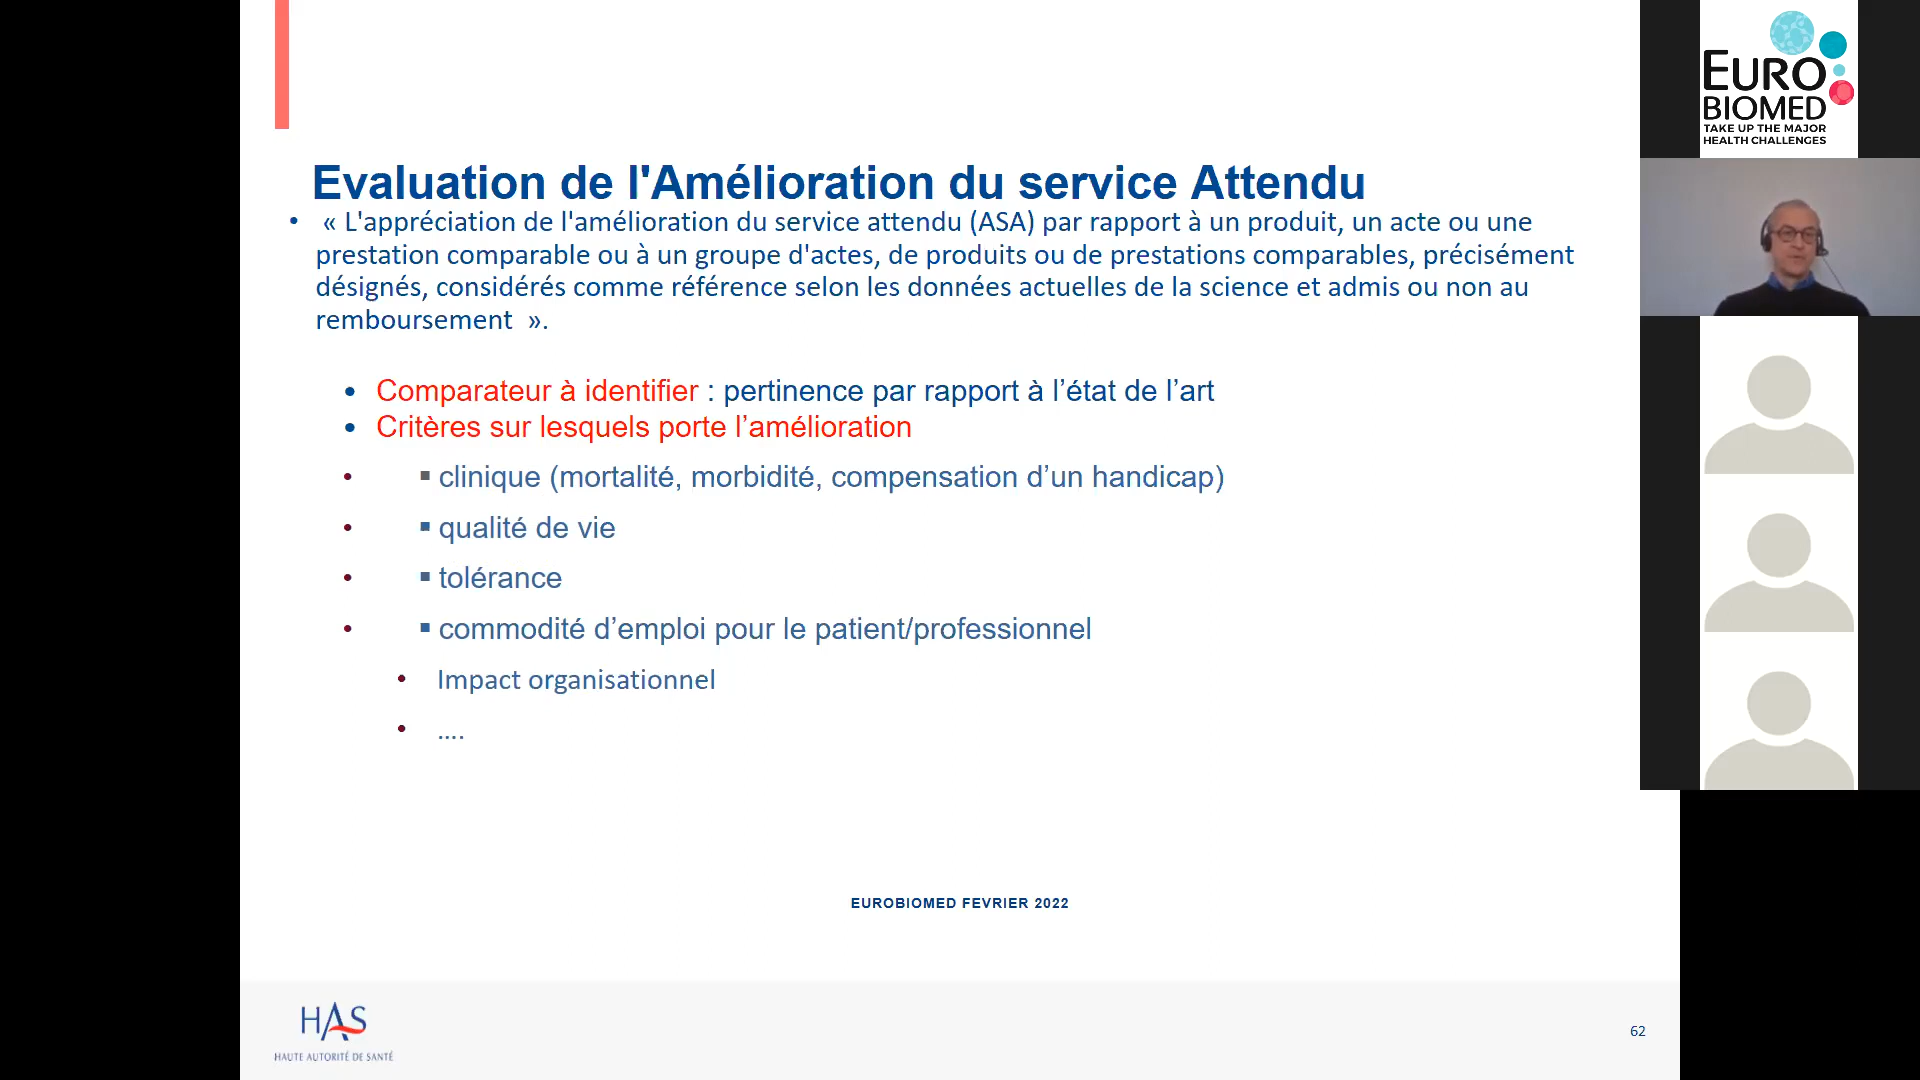 Evaluation de l'Amélioration du service Attendu
• « L'appréciation de l'amélioration du service attendu (ASA) par rapport à un produit, un acte ou une
prestation comparable ou à un groupe d'actes, de produits ou de prestations comparables, précisément
désignés, considérés comme référence selon les données actuelles de la science et admis ou non au
remboursement ».
• Comparateur à identifier : pertinence par rapport à l’état de l’art
• Critères sur lesquels porte l’amélioration
• ▪ clinique (mortalité, morbidité, compensation d’un handicap)
• ▪ qualité de vie
• ▪ tolérance
• ▪ commodité d’emploi pour le patient/professionnel
• Impact organisationnel
• ....
EUROBIOMED FEVRIER 2022
HAS
HAUTE AUTORITÉ DE SANTÉ
62
EURO
BIOMED
TAKE UP THE MAJOR
HEALTH CHALLENGES